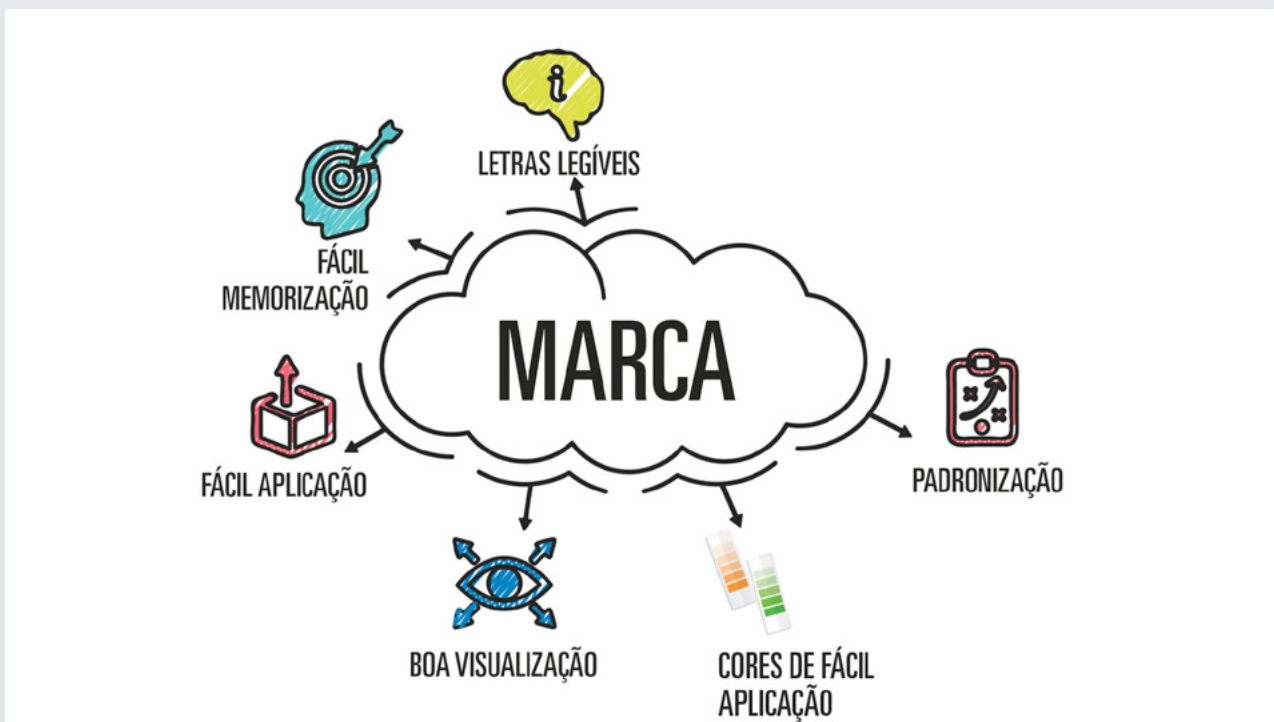 i
LETRAS LEGÍVEIS
FÁCIL
MEMORIZAÇÃO
MARCA
FÁCIL APLICAÇÃO
PADRONIZAÇÃO
BOA VISUALIZAÇÃO
CORES DE FÁCIL
APLICAÇÃO